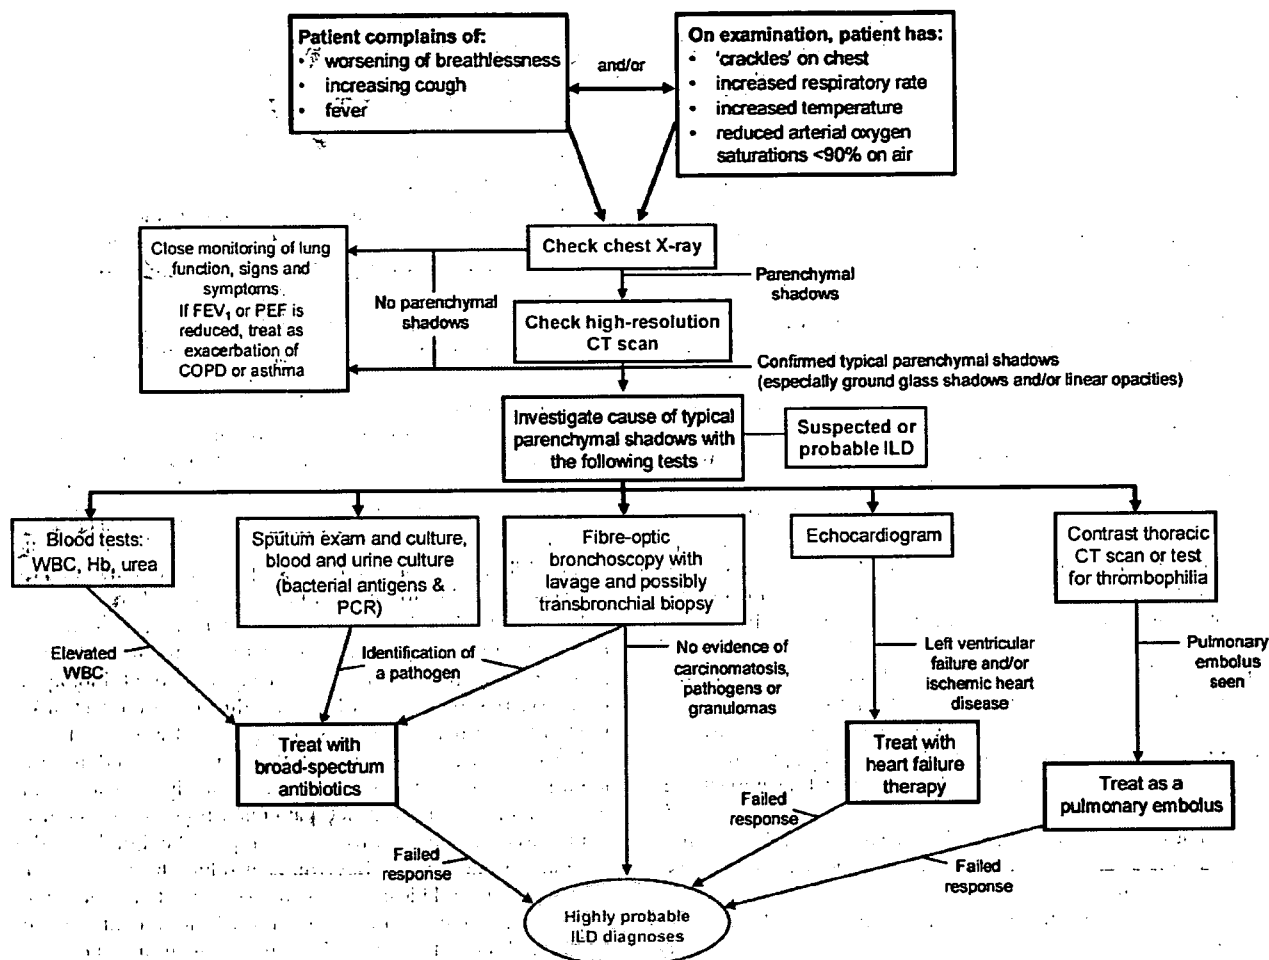 Patient complains of:
• worsening of breathlessness
• increasing cough
• fever
and/or
On examination, patient has:
• 'crackles' on chest
• increased respiratory rate
• increased temperature
• reduced arterial oxygen
saturations <90% on air
Check chest X-ray
Close monitoring of lung
function, signs and
symptoms
If FEV₁ or PEF is
reduced, treat as
exacerbation of
COPD or asthma
No parenchymal
shadows
Parenchymal
shadows
Check high-resolution
CT scan
Confirmed typical parenchymal shadows
(especially ground glass shadows and/or linear opacities)
Investigate cause of typical
parenchymal shadows with
the following tests
Suspected or
probable ILD
Blood tests:
WBC, Hb, urea
Sputum exam and culture,
blood and urine culture
(bacterial antigens &
PCR)
Fibre-optic
bronchoscopy with
lavage and possibly
transbronchial biopsy
Echocardiogram
Contrast thoracic
CT scan or test
for thrombophilia
Elevated
WBC
Identification of
a pathogen
No evidence of
carcinomatosis,
pathogens or
granulomas
Left ventricular
failure and/or
ischemic heart
disease
Pulmonary
embolus
seen
Treat with
broad-spectrum
antibiotics
Treat with
heart failure
therapy
Treat as a
pulmonary embolus
Failed
response
Failed
response
Failed
response
Highly probable
ILD diagnoses